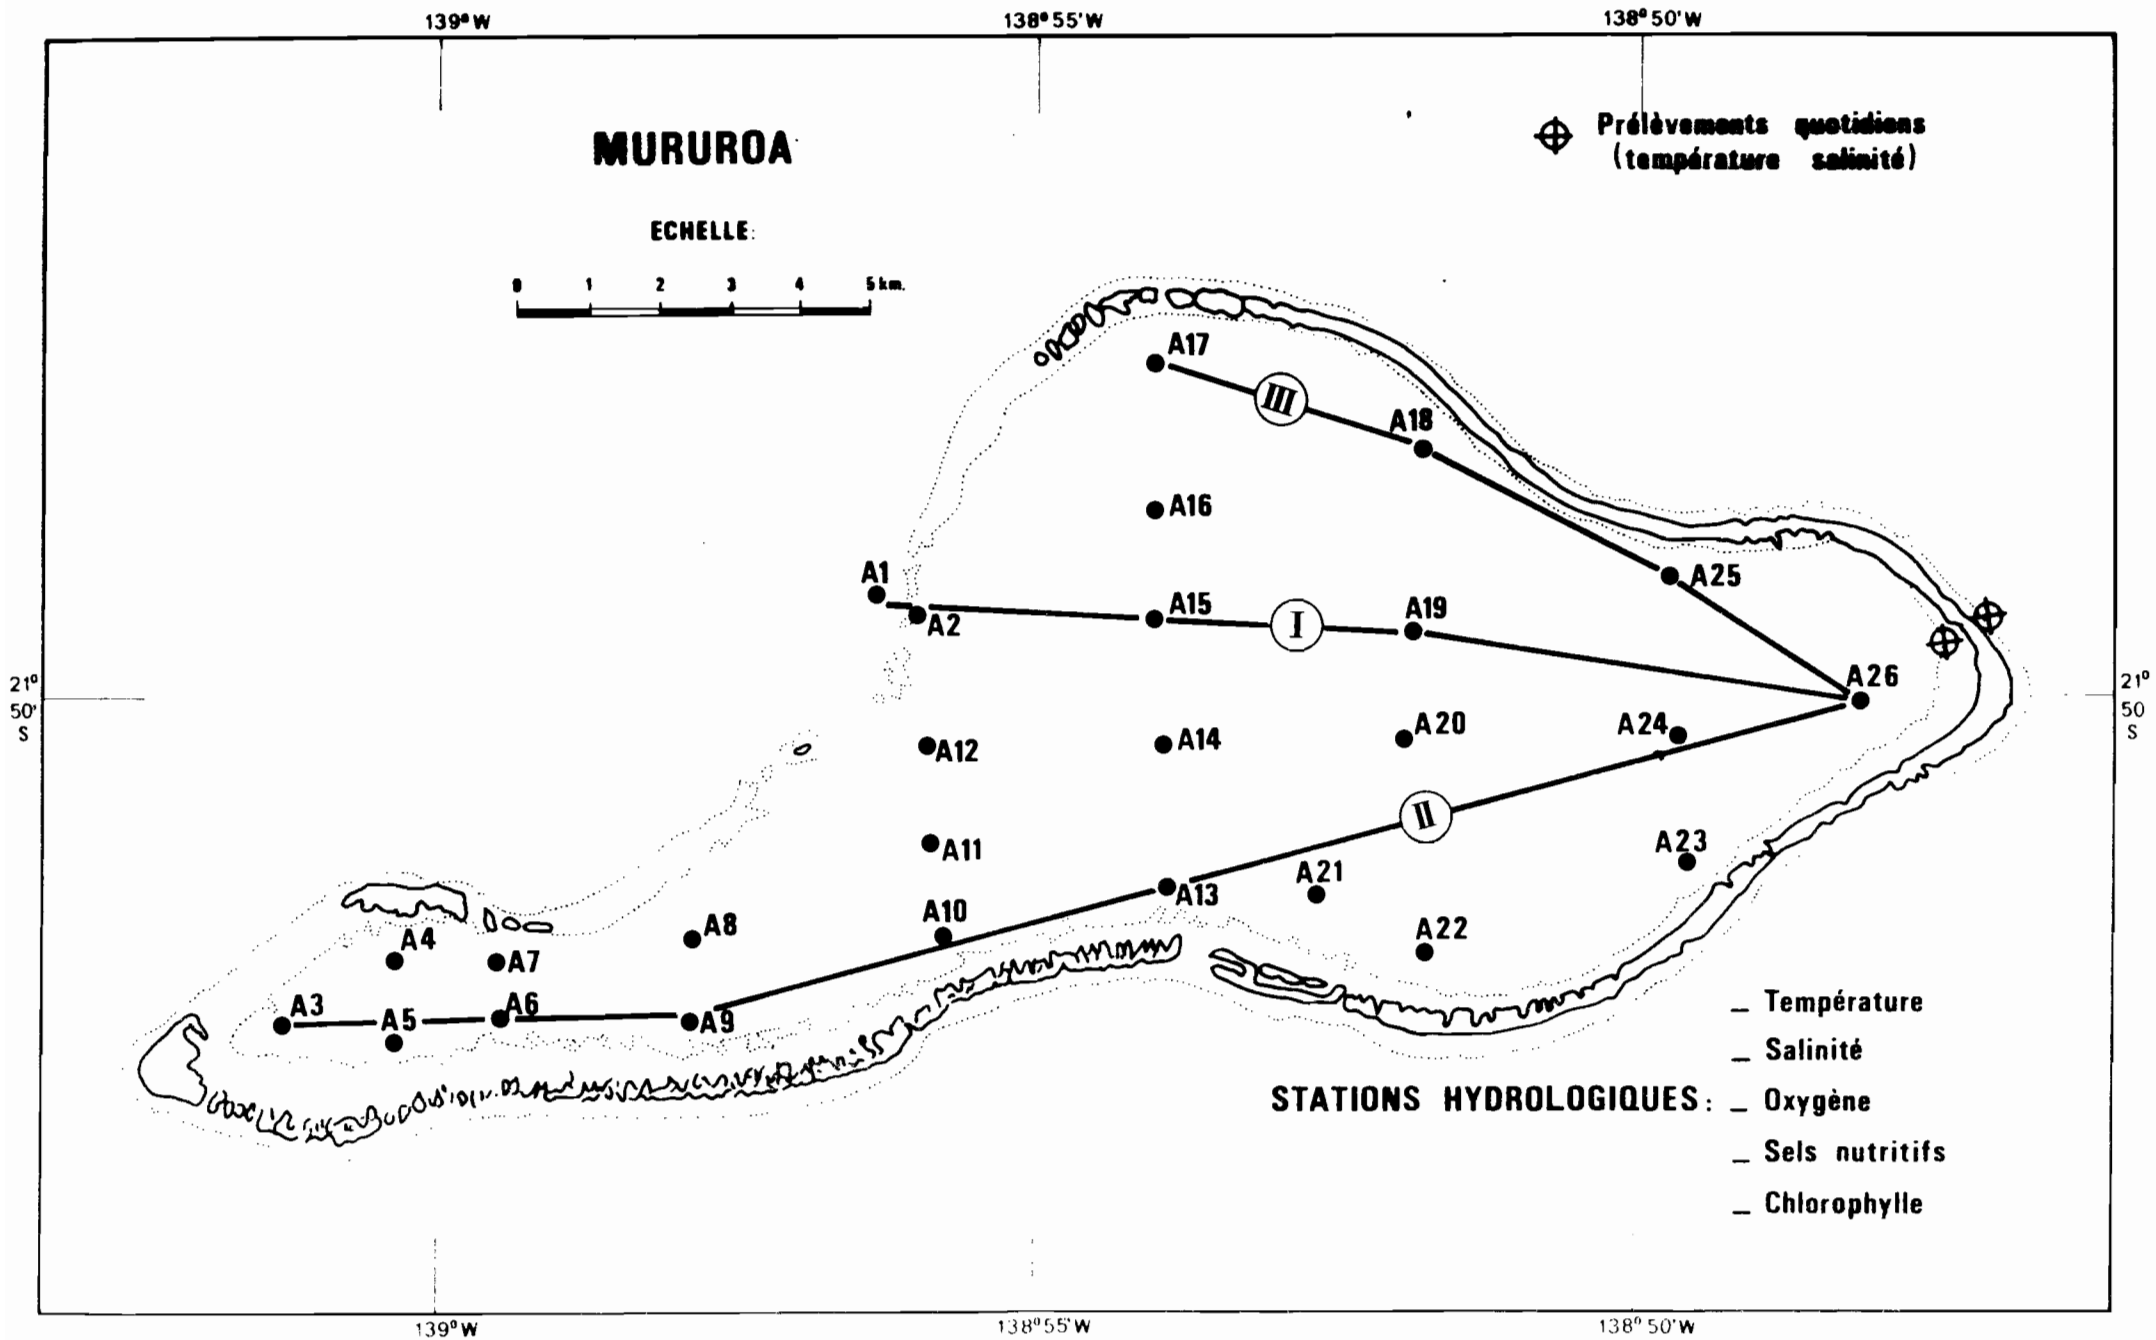 139° W 138° 55' W 138° 50' W
MURUROA
Prélèvements quotidiens
(température salinité)
ECHELLE:
0 1 2 3 4 5 km.
A17
III
A18
A16
A1
A25
A15
A19
I
A2
A26
21°
50'
S
21°
50
S
A24
A20
A14
A12
II
A11
A23
A21
A13
A10
A8
A22
A4
A7
A3
A6
A5
A9
STATIONS HYDROLOGIQUES:
_ Température
_ Salinité
_ Oxygène
_ Sels nutritifs
_ Chlorophylle
139° W 138° 55' W 138° 50' W